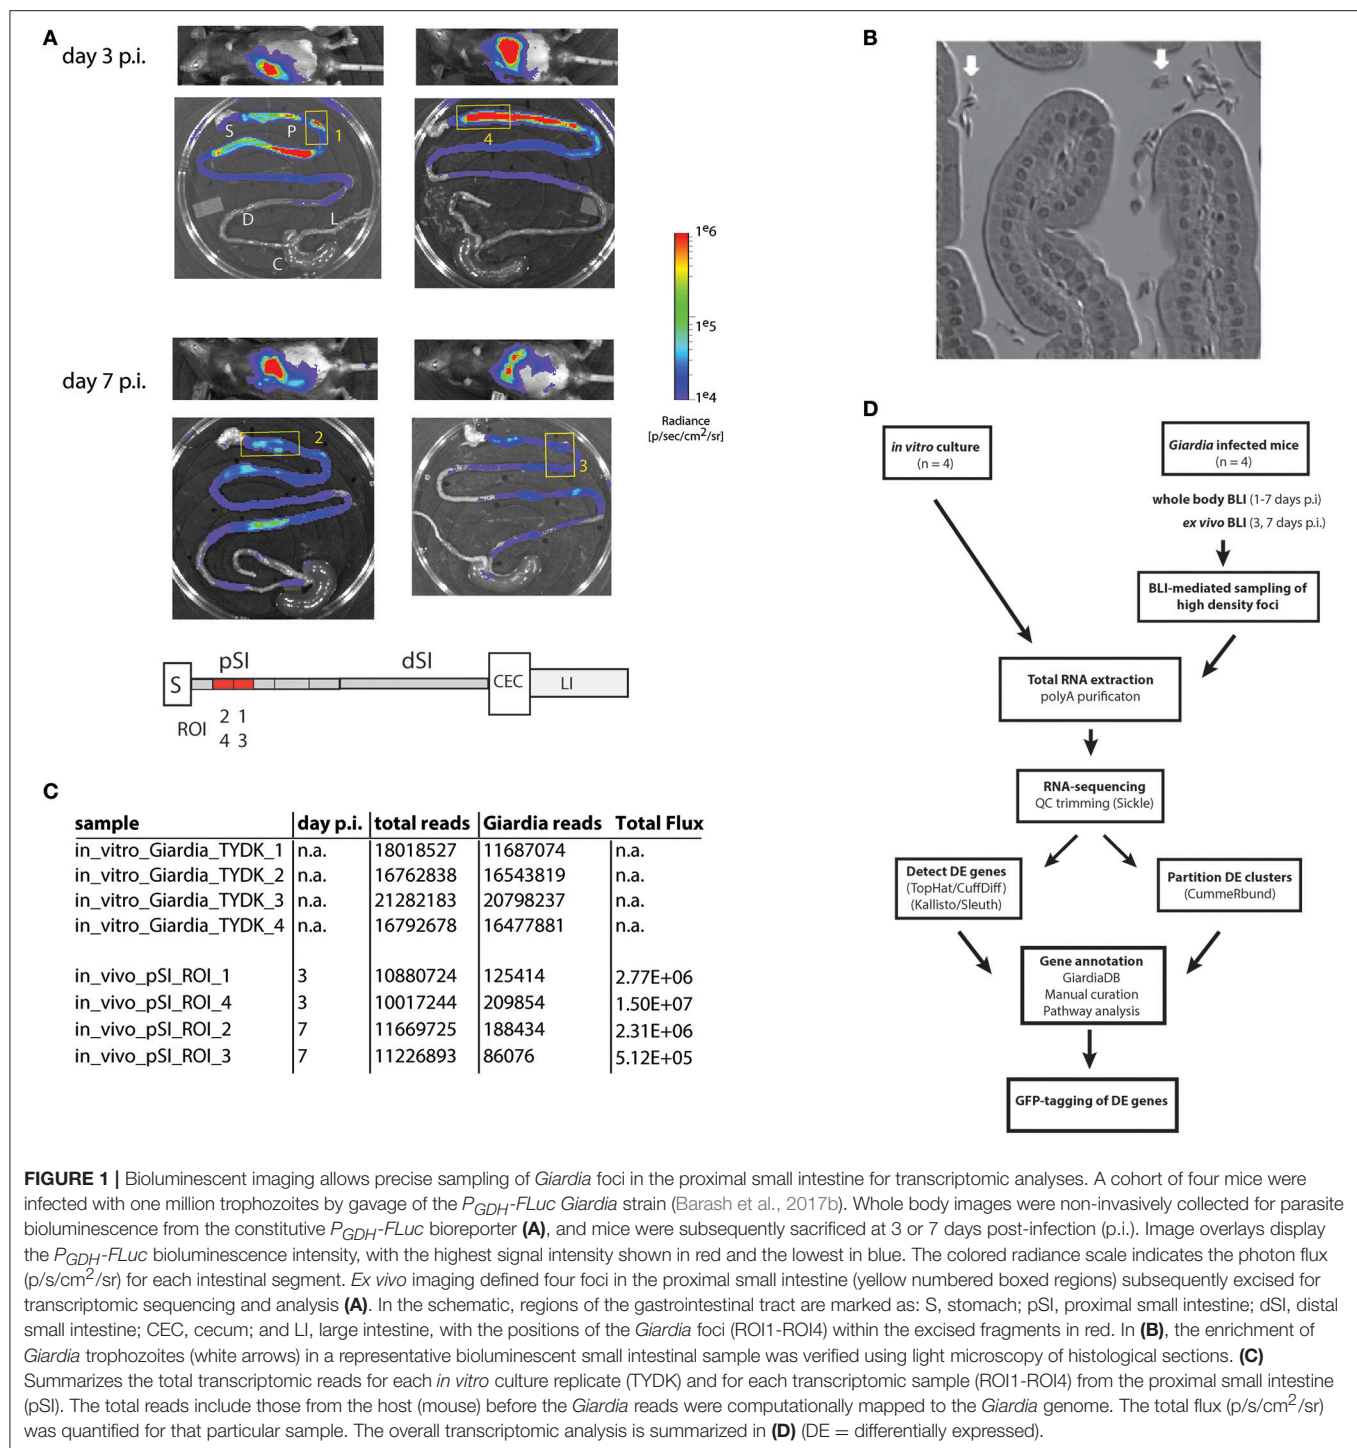 A
day 3 p.i.
S
P
1
D
L
C
4
day 7 p.i.
2
3
1e6
1e5
1e4
Radiance
[p/sec/cm²/sr]
pSI
dSI
S
CEC
LI
ROI
2 1
4 3
B
C
sample day p.i. total reads Giardia reads Total Flux
in_vitro_Giardia_TYDK_1 n.a. 18018527 11687074 n.a.
in_vitro_Giardia_TYDK_2 n.a. 16762838 16543819 n.a.
in_vitro_Giardia_TYDK_3 n.a. 21282183 20798237 n.a.
in_vitro_Giardia_TYDK_4 n.a. 16792678 16477881 n.a.
in_vivo_pSI_ROI_1 3 10880724 125414 2.77E+06
in_vivo_pSI_ROI_4 3 10017244 209854 1.50E+07
in_vivo_pSI_ROI_2 7 11669725 188434 2.31E+06
in_vivo_pSI_ROI_3 7 11226893 86076 5.12E+05
D
in vitro culture
(n = 4)
Giardia infected mice
(n = 4)
whole body BLI (1-7 days p.i)
ex vivo BLI (3, 7 days p.i.)
BLI-mediated sampling of
high density foci
Total RNA extraction
polyA purificaton
RNA-sequencing
QC trimming (Sickle)
Detect DE genes
(TopHat/CuffDiff)
(Kallisto/Sleuth)
Partition DE clusters
(CummeRbund)
Gene annotation
GiardiaDB
Manual curation
Pathway analysis
GFP-tagging of DE genes
FIGURE 1 | Bioluminescent imaging allows precise sampling of Giardia foci in the proximal small intestine for transcriptomic analyses. A cohort of four mice were
infected with one million trophozoites by gavage of the PGDH-FLuc Giardia strain (Barash et al., 2017b). Whole body images were non-invasively collected for parasite
bioluminescence from the constitutive PGDH-FLuc bioreporter (A), and mice were subsequently sacrificed at 3 or 7 days post-infection (p.i.). Image overlays display
the PGDH-FLuc bioluminescence intensity, with the highest signal intensity shown in red and the lowest in blue. The colored radiance scale indicates the photon flux
(p/s/cm²/sr) for each intestinal segment. Ex vivo imaging defined four foci in the proximal small intestine (yellow numbered boxed regions) subsequently excised for
transcriptomic sequencing and analysis (A). In the schematic, regions of the gastrointestinal tract are marked as: S, stomach; pSI, proximal small intestine; dSI, distal
small intestine; CEC, cecum; and LI, large intestine, with the positions of the Giardia foci (ROI1-ROI4) within the excised fragments in red. In (B), the enrichment of
Giardia trophozoites (white arrows) in a representative bioluminescent small intestinal sample was verified using light microscopy of histological sections. (C)
Summarizes the total transcriptomic reads for each in vitro culture replicate (TYDK) and for each transcriptomic sample (ROI1-ROI4) from the proximal small intestine
(pSI). The total reads include those from the host (mouse) before the Giardia reads were computationally mapped to the Giardia genome. The total flux (p/s/cm²/sr)
was quantified for that particular sample. The overall transcriptomic analysis is summarized in (D) (DE = differentially expressed).